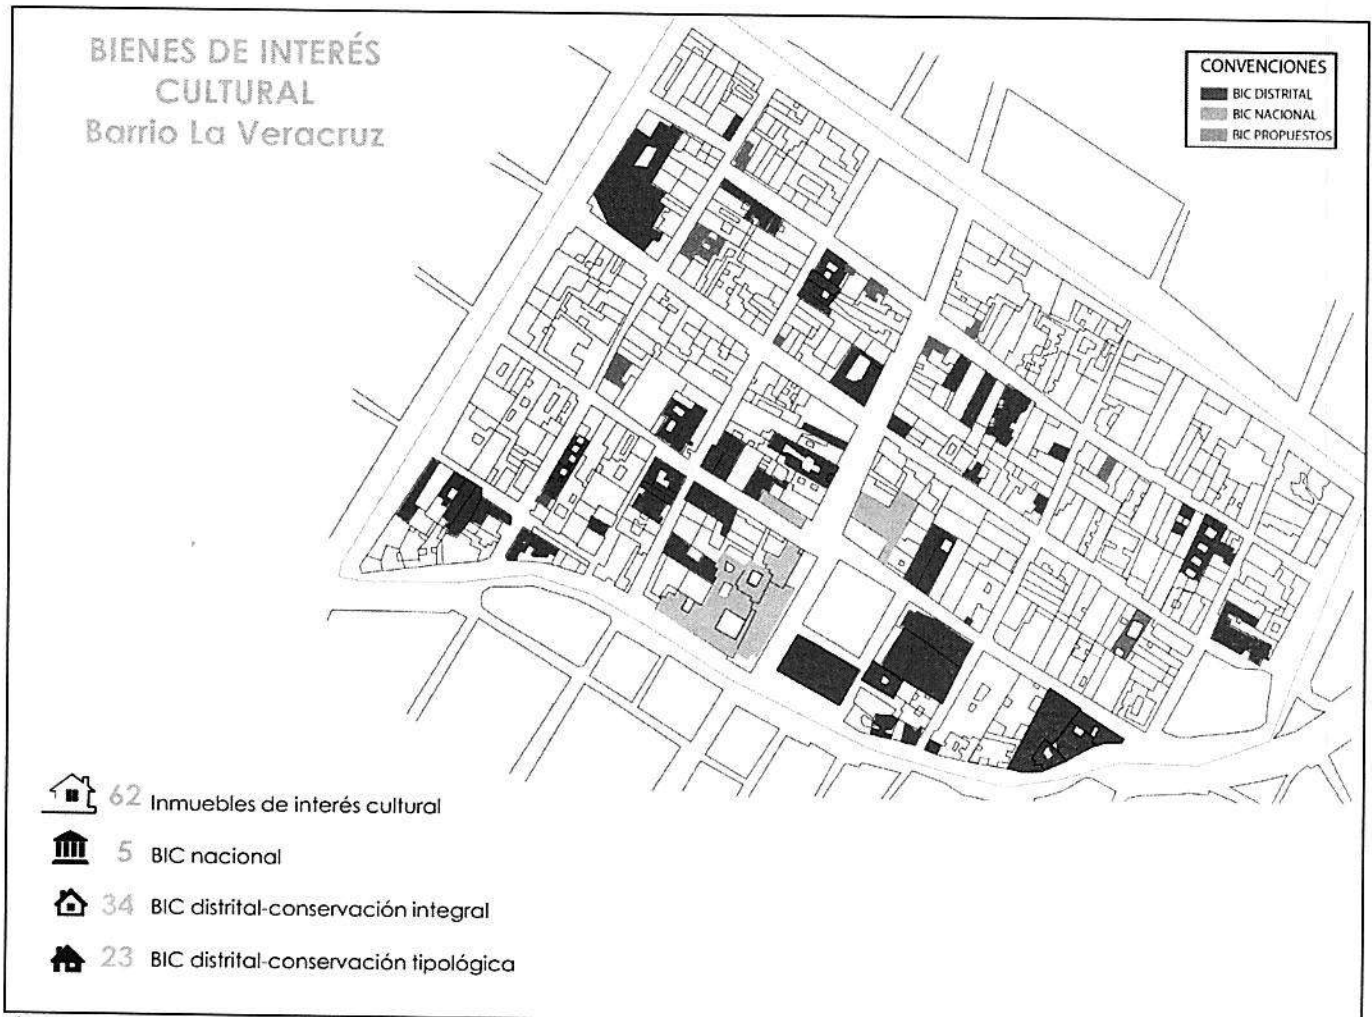 BIENES DE INTERÉS
CULTURAL
Barrio La Veracruz
CONVENCIONES
BIC DISTRITAL
BIC NACIONAL
BIC PROPUESTOS
62 Inmuebles de interés cultural
5 BIC nacional
34 BIC distrital-conservación integral
23 BIC distrital-conservación tipológica